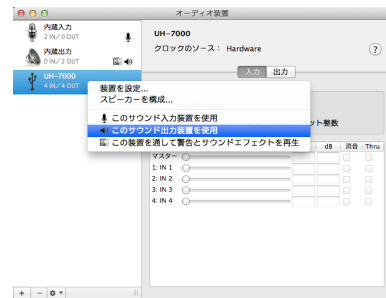 オーディオ装置
内蔵入力
2 IN/ 0 OUT
内蔵出力
0 IN/ 2 OUT
UH-7000
4 IN/ 4 OUT
UH-7000
クロックのソース： Hardware
?
入力
出力
装置を設定...
スピーカーを構成...
このサウンド入力装置を使用
このサウンド出力装置を使用
この装置を通して警告とサウンドエフェクトを再生
ット整数
dB
消音
Thru
マスター
1: IN 1
2: IN 2
3: IN 3
4: IN 4